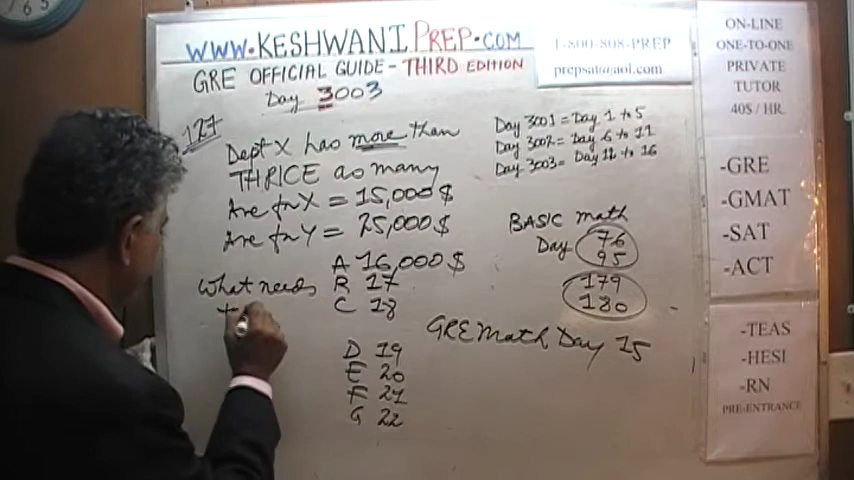 WWW.KESHWANIPREP.COM
GRE OFFICIAL GUIDE - THIRD EDITION
Day 3003
1-800-808-PREP
prepsat@aol.com
127
Dept X has more than
THRICE as many
Ave for X = 15,000$
Ave for Y = 25,000$
A 16,000$
What needs B 17
C 18
D 19
E 20
F 21
G 22
Day 3001 = Day 1 to 5
Day 3002 = Day 6 to 11
Day 3003 = Day 12 to 16
BASIC math
Day 76
95
179
180
GRE Math Day 15
ON-LINE
ONE-TO-ONE
PRIVATE
TUTOR
40$ / HR.
-GRE
-GMAT
-SAT
-ACT
-TEAS
-HESI
-RN
PRE-ENTRANCE